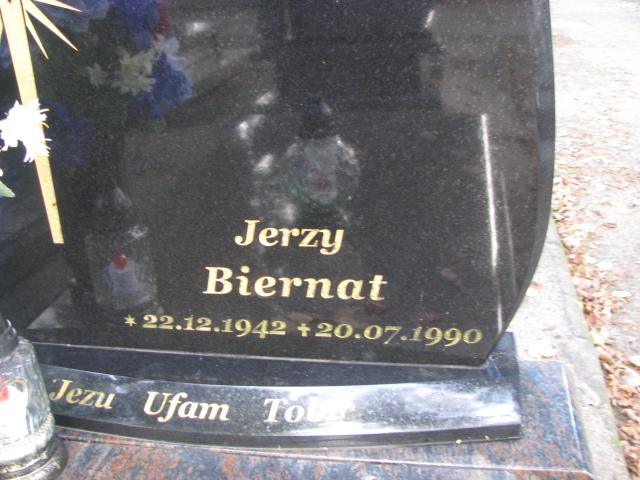 Jerzy
Biernat
* 22.12.1942 † 20.07.1990
Jezu Ufam Tobie